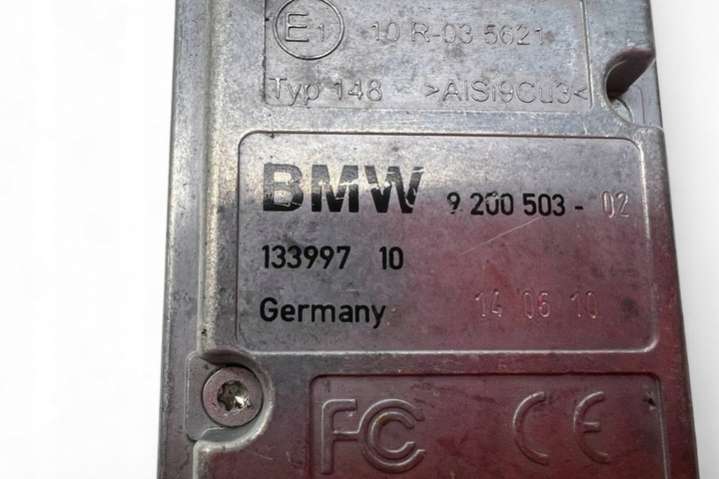 E1 10 R-03 5621
Typ 148 >AlSi9Cu3<
BMW 9 200 503 - 02
133997 10
Germany 14 06 10
FC CE